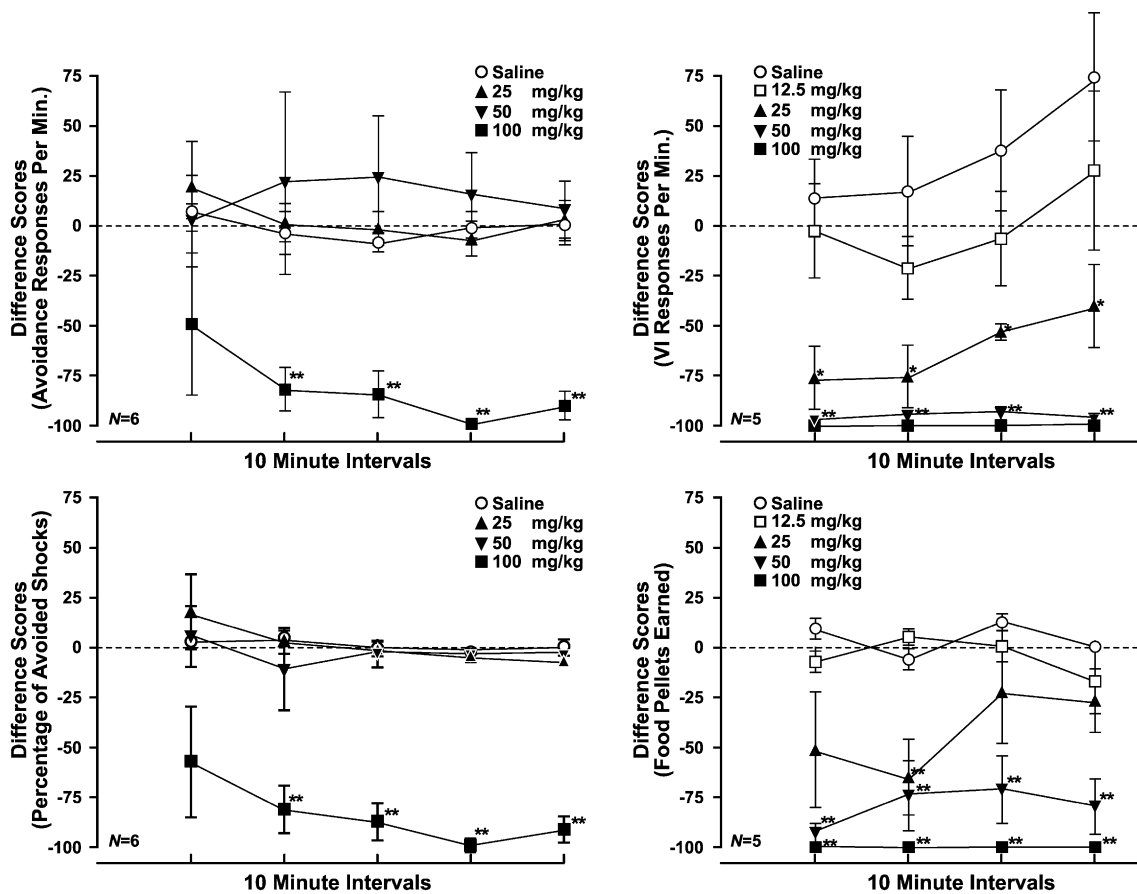 Difference Scores
(Avoidance Responses Per Min.)
75
50
25
0
-25
-50
-75
-100
Saline
25 mg/kg
50 mg/kg
100 mg/kg
**
**
**
**
N=6
10 Minute Intervals
Difference Scores
(VI Responses Per Min.)
75
50
25
0
-25
-50
-75
-100
Saline
12.5 mg/kg
25 mg/kg
50 mg/kg
100 mg/kg
*
*
*
*
**
**
**
**
N=5
10 Minute Intervals
Difference Scores
(Percentage of Avoided Shocks)
75
50
25
0
-25
-50
-75
-100
Saline
25 mg/kg
50 mg/kg
100 mg/kg
**
**
**
**
N=6
10 Minute Intervals
Difference Scores
(Food Pellets Earned)
75
50
25
0
-25
-50
-75
-100
Saline
12.5 mg/kg
25 mg/kg
50 mg/kg
100 mg/kg
**
**
**
**
**
**
**
**
**
N=5
10 Minute Intervals